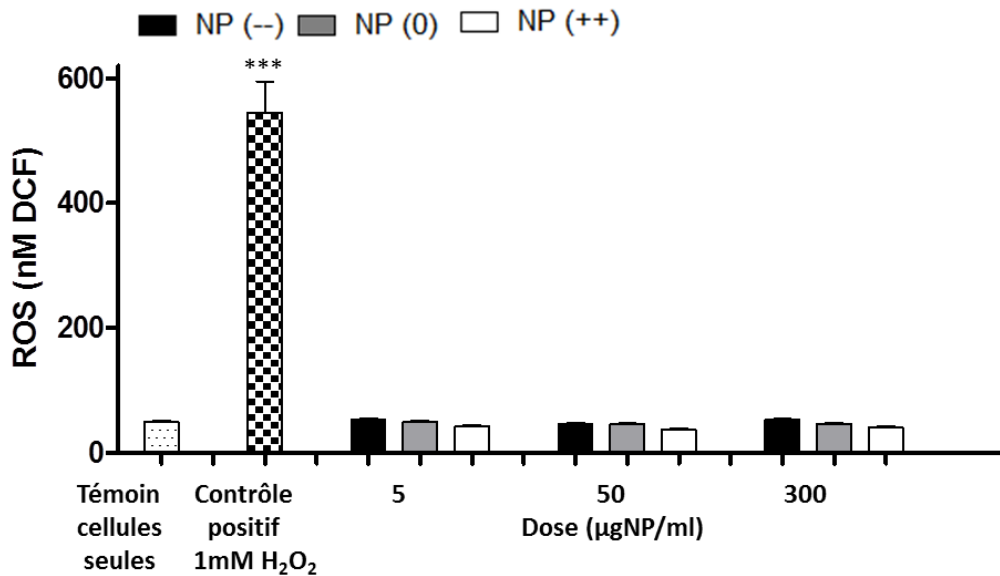 NP (--) NP (0) NP (++)
***
600
400
200
0
ROS (nM DCF)
Témoin
cellules
seules
Contrôle
positif
1mM H₂O₂
5 50 300
Dose (µgNP/ml)